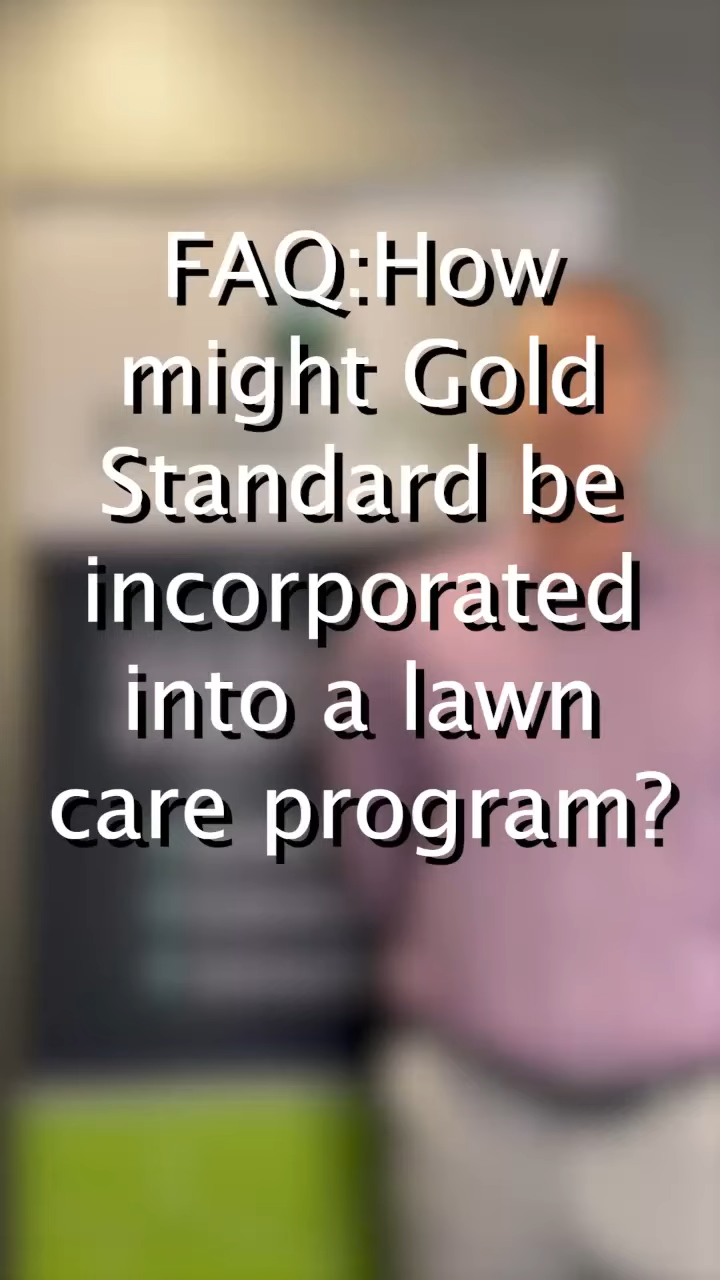 FAQ:How
might Gold
Standard be
incorporated
into a lawn
care program?